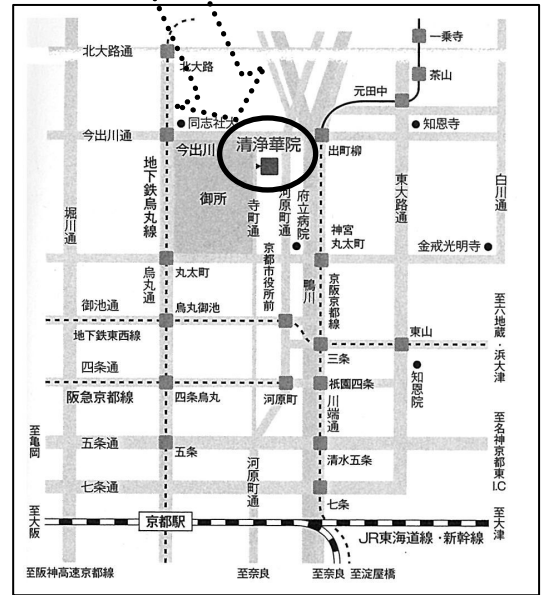 一乗寺
北大路通
北大路
茶山
元田中
同志社大
知恩寺
今出川通
今出川
清浄華院
出町柳
地下鉄烏丸線
御所
寺町通
河原町通
府立病院
東大路通
白川通
堀川通
神宮
丸太町
金戒光明寺
丸太町
烏丸通
京都市役所前
鴨川
京阪京都線
御池通
烏丸御池
地下鉄東西線
三条
東山
至六地蔵・浜大津
四条通
阪急京都線
四条烏丸
河原町
祇園四条
川端通
知恩院
至亀岡
五条通
五条
河原町通
清水五条
至名神京都東I.C
七条通
七条
至大阪
京都駅
JR東海道線・新幹線
至大津
至阪神高速京都線
至奈良
至奈良
至淀屋橋